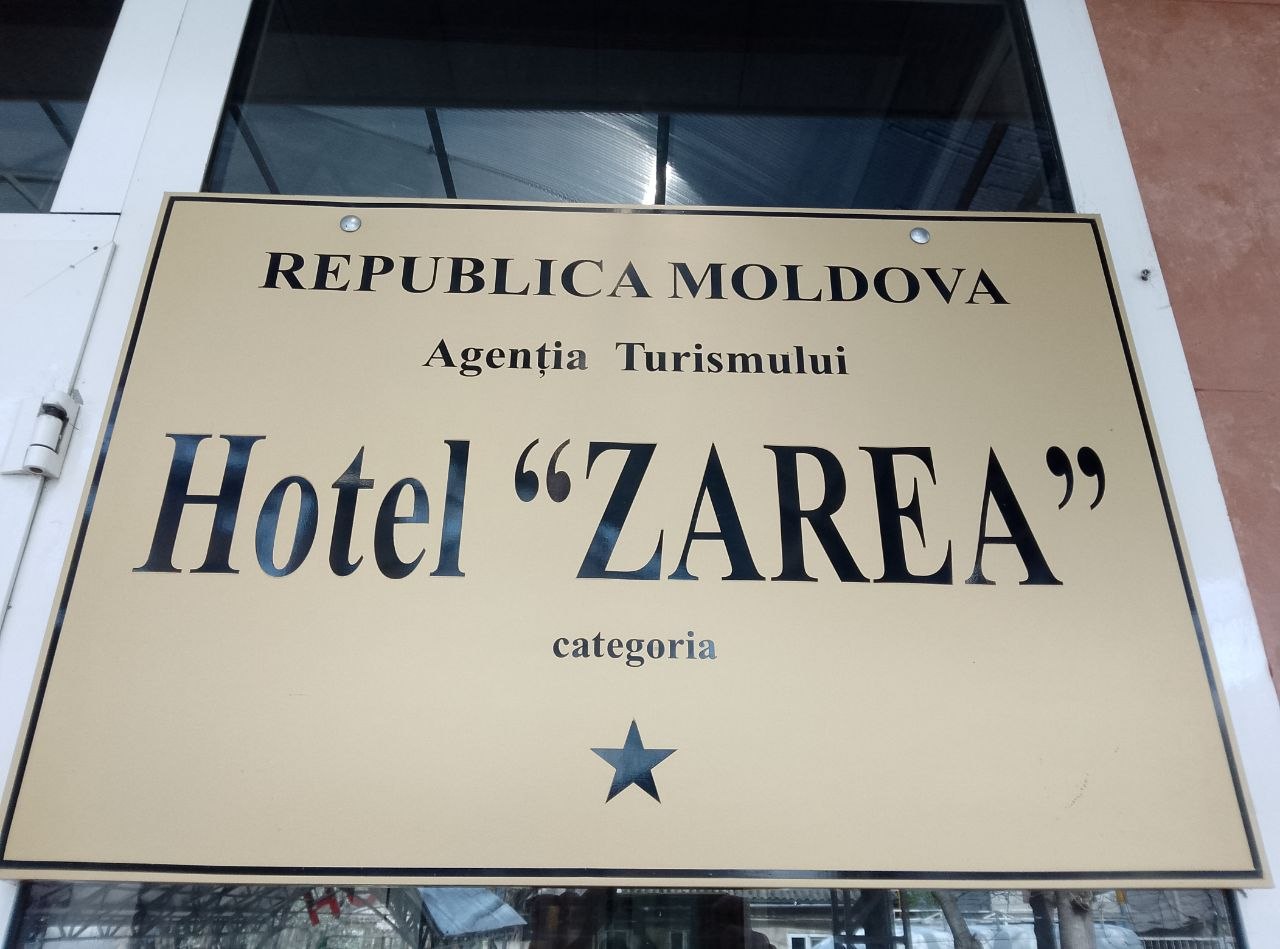 REPUBLICA MOLDOVA
Agenția Turismului
Hotel “ZAREA”
categoria